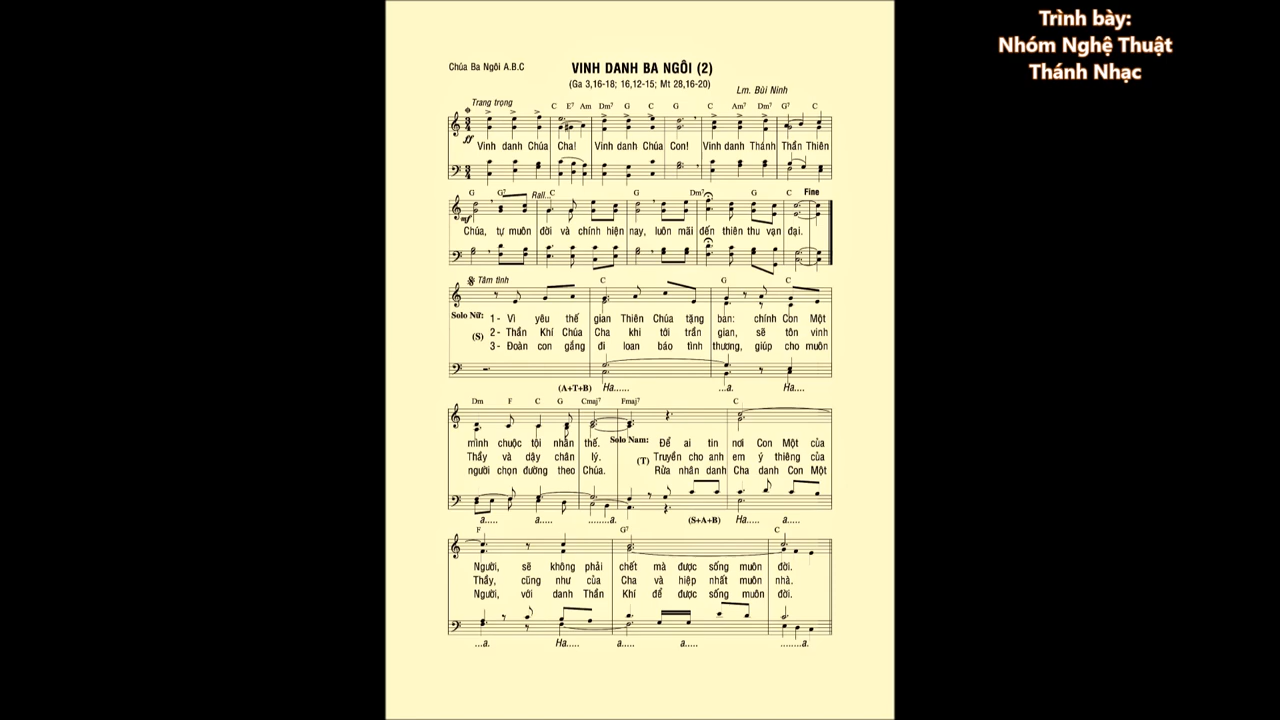 Trình bày:
Nhóm Nghệ Thuật
Thánh Nhạc
Chúa Ba Ngôi A.B.C
VINH DANH BA NGÔI (2)
(Ga 3,16-18; 16,12-15; Mt 28,16-20)
Lm. Bùi Ninh
Trang trọng
C E7 Am Dm7 G C G C Am7 Dm7 G7 C
ff
Vinh danh Chúa Cha! Vinh danh Chúa Con! Vinh danh Thánh Thần Thiên
G G7 Rall... C G Dm7 G C Fine
mf
Chúa, tự muôn đời và chính hiện nay, luôn mãi đến thiên thu vạn đại.
Tâm tình
C G C
Solo Nữ:
(S)
1- Vì yêu thế gian Thiên Chúa tặng ban: chính Con Một
2- Thần Khí Chúa Cha khi tới trần gian, sẽ tôn vinh
3- Đoàn con gắng đi loan báo tình thương, giúp cho muôn
(A+T+B) Ha...... ...a. Ha....
Dm F C G Cmaj7 Fmaj7 C
mình chuộc tội nhân thế. Solo Nam: Để ai tin nơi Con Một của
Thầy và dậy chân lý. (T) Truyền cho anh em ý thiêng của
người chọn đường theo Chúa. Rửa nhân danh Cha danh Con Một
a..... a..... ........a. (S+A+B) Ha..... a.....
F G7 C
Người, sẽ không phải chết mà được sống muôn đời.
Thầy, cũng như của Cha và hiệp nhất muôn nhà.
Người, với danh Thần Khí để được sống muôn đời.
...a. Ha..... a..... a..... ........a.